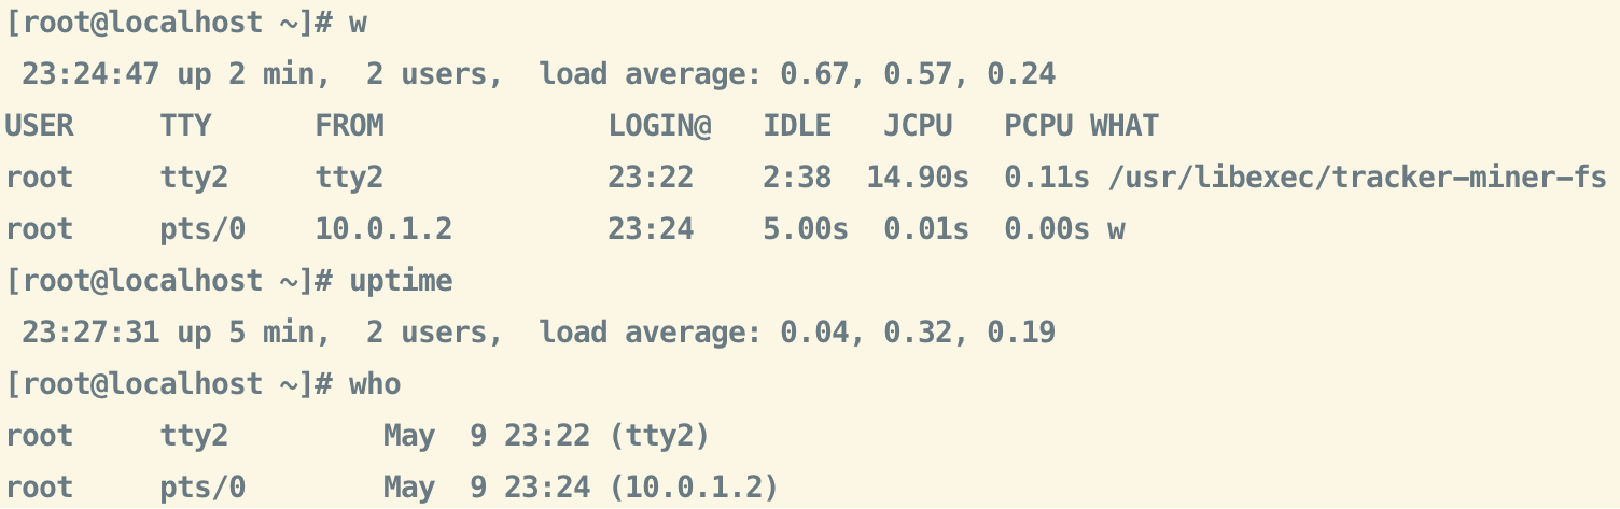 [root@localhost ~]# w
 23:24:47 up 2 min,  2 users,  load average: 0.67, 0.57, 0.24
USER     TTY      FROM             LOGIN@   IDLE   JCPU   PCPU WHAT
root     tty2     tty2             23:22    2:38  14.90s  0.11s /usr/libexec/tracker-miner-fs
root     pts/0    10.0.1.2         23:24    5.00s  0.01s  0.00s w
[root@localhost ~]# uptime
 23:27:31 up 5 min,  2 users,  load average: 0.04, 0.32, 0.19
[root@localhost ~]# who
root     tty2         May  9 23:22 (tty2)
root     pts/0        May  9 23:24 (10.0.1.2)